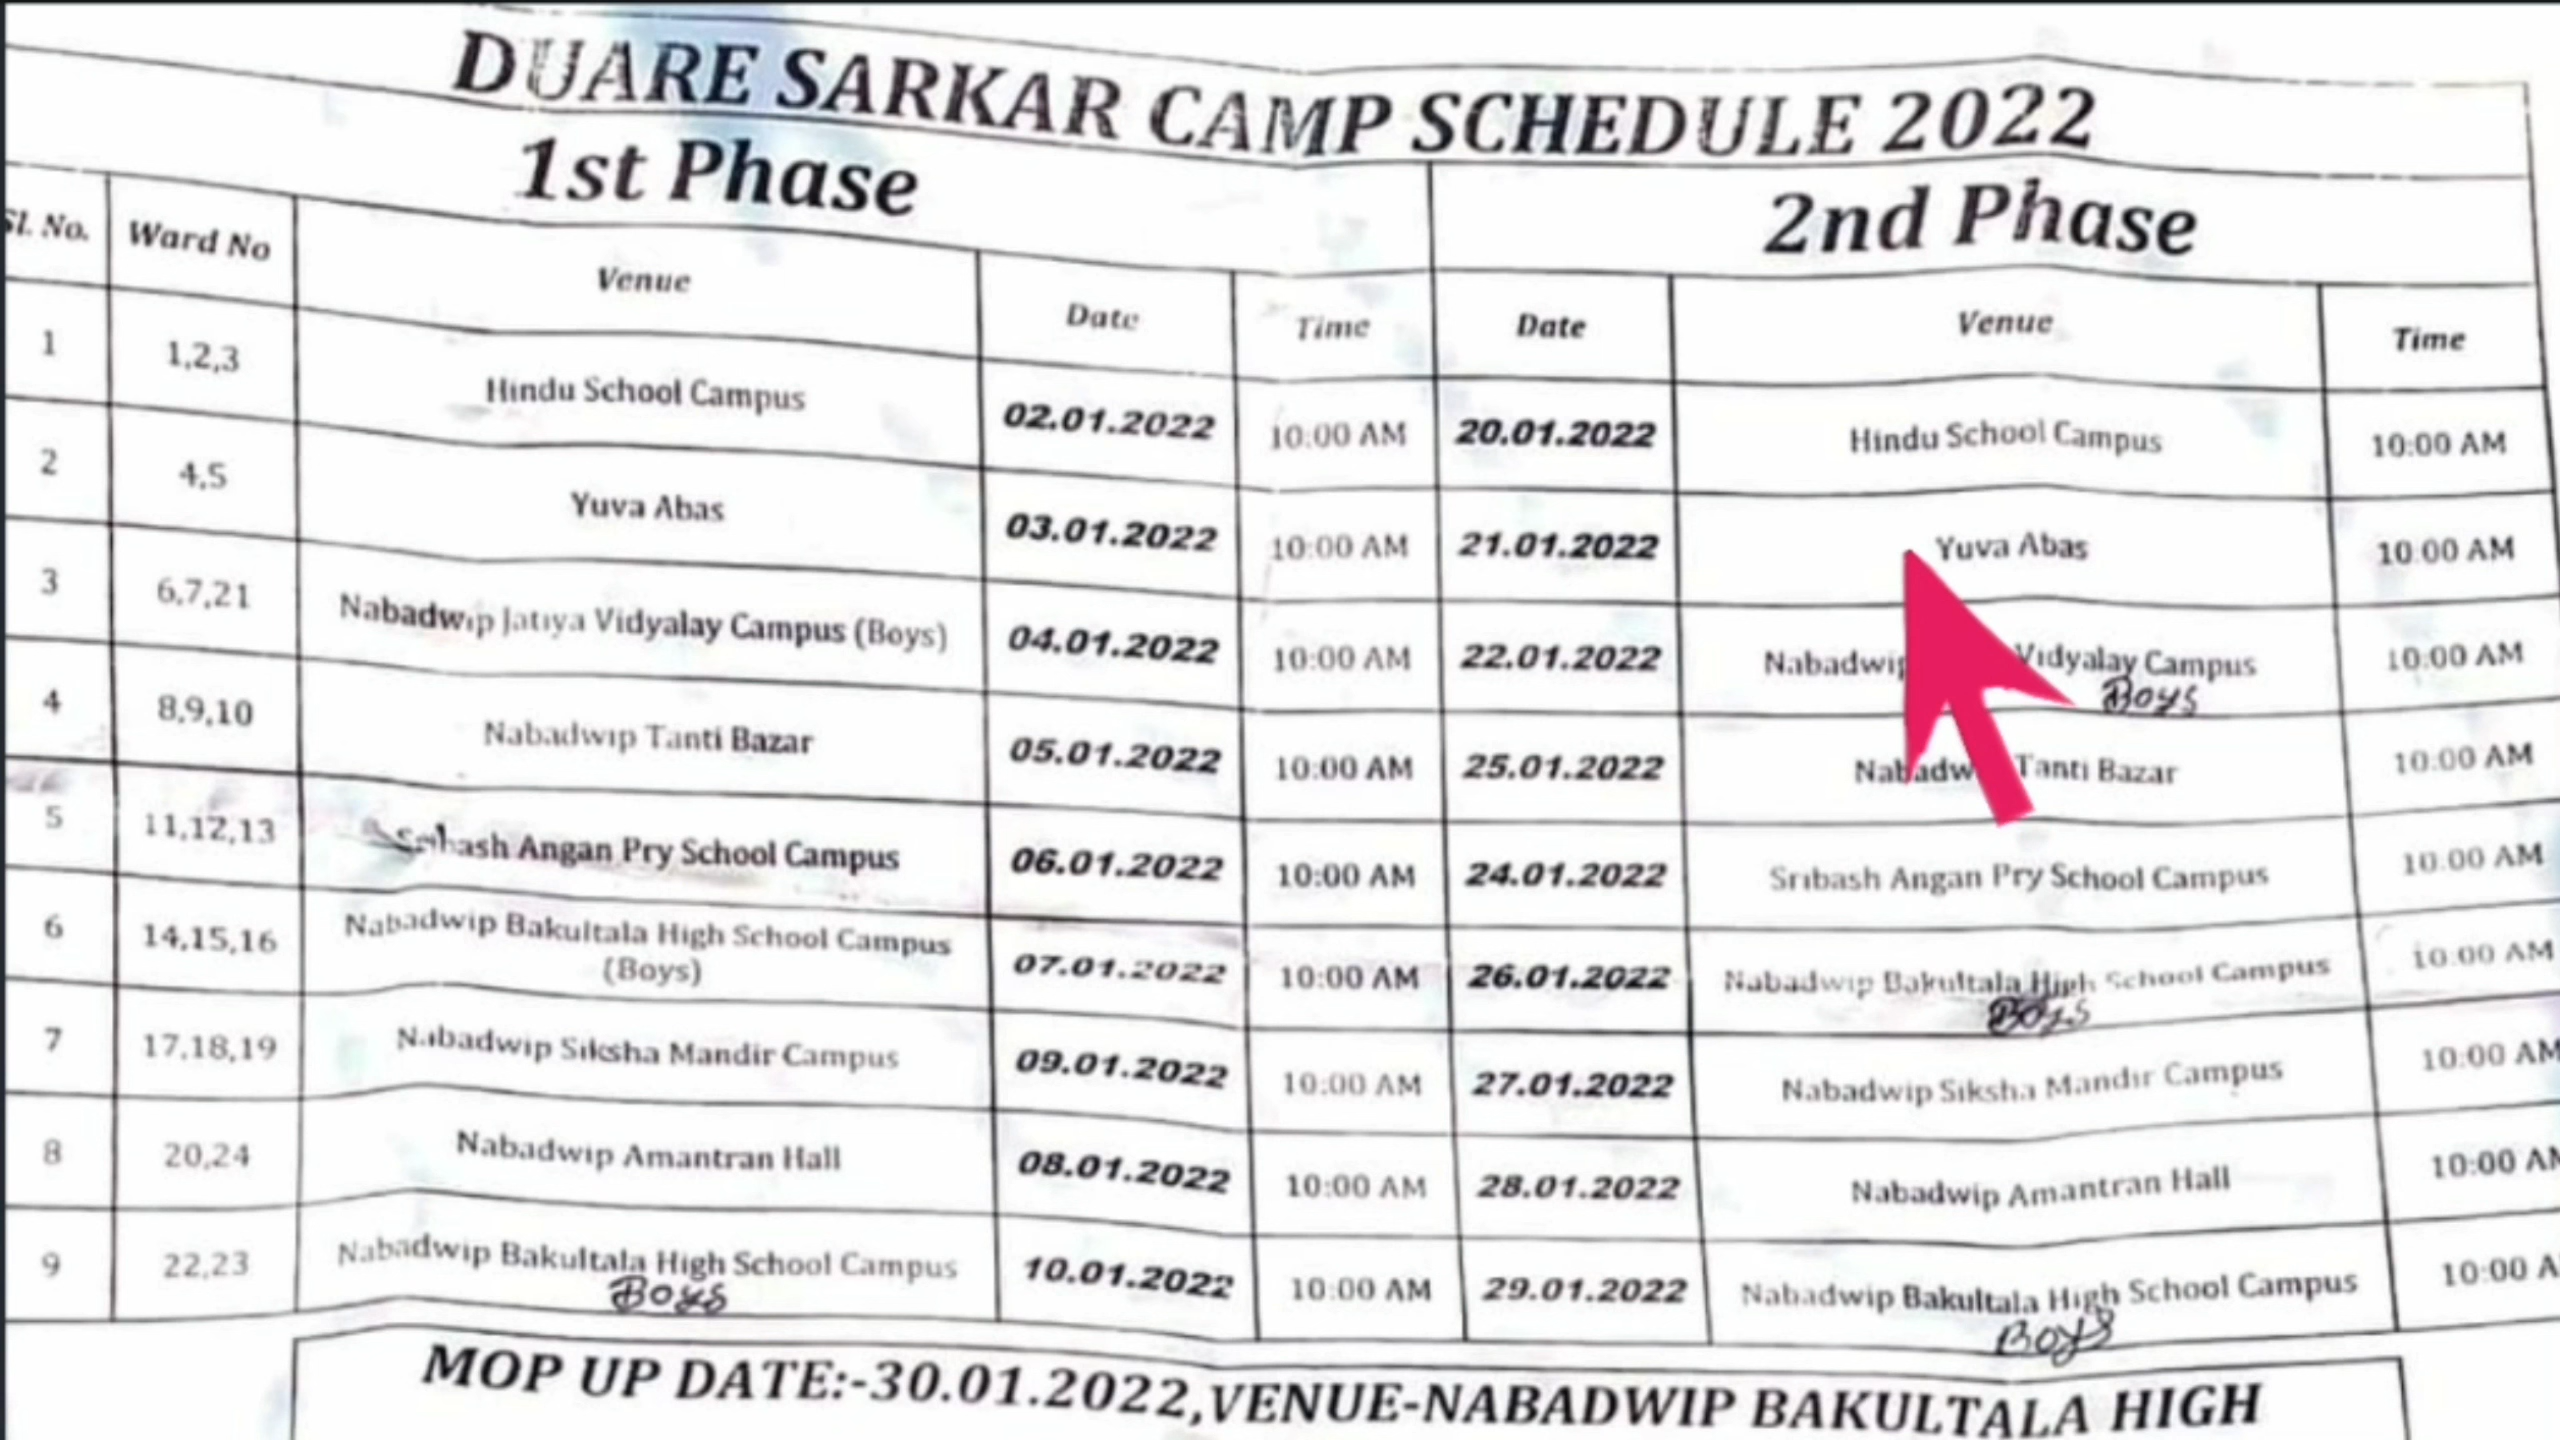 DUARE SARKAR CAMP SCHEDULE 2022
1st Phase 2nd Phase
Sl. No. Ward No Venue Date Time Date Venue Time
1 1,2,3 Hindu School Campus 02.01.2022 10:00 AM 20.01.2022 Hindu School Campus 10:00 AM
2 4,5 Yuva Abas 03.01.2022 10:00 AM 21.01.2022 Yuva Abas 10:00 AM
3 6,7,21 Nabadwip Jatiya Vidyalay Campus (Boys) 04.01.2022 10:00 AM 22.01.2022 Nabadwip Vidyalay Campus 10:00 AM
Boys
4 8,9,10 Nabadwip Tanti Bazar 05.01.2022 10:00 AM 25.01.2022 Nabadwip Tanti Bazar 10:00 AM
5 11,12,13 Sribash Angan Pry School Campus 06.01.2022 10:00 AM 24.01.2022 Sribash Angan Pry School Campus 10:00 AM
6 14,15,16 Nabadwip Bakultala High School Campus 07.01.2022 10:00 AM 26.01.2022 Nabadwip Bakultala High School Campus 10:00 AM
(Boys) Boys
7 17,18,19 Nabadwip Siksha Mandir Campus 09.01.2022 10:00 AM 27.01.2022 Nabadwip Siksha Mandir Campus 10:00 AM
8 20,24 Nabadwip Amantran Hall 08.01.2022 10:00 AM 28.01.2022 Nabadwip Amantran Hall 10:00 AM
9 22,23 Nabadwip Bakultala High School Campus 10.01.2022 10:00 AM 29.01.2022 Nabadwip Bakultala High School Campus 10:00 A
Boys Boys
MOP UP DATE:-30.01.2022,VENUE-NABADWIP BAKULTALA HIGH